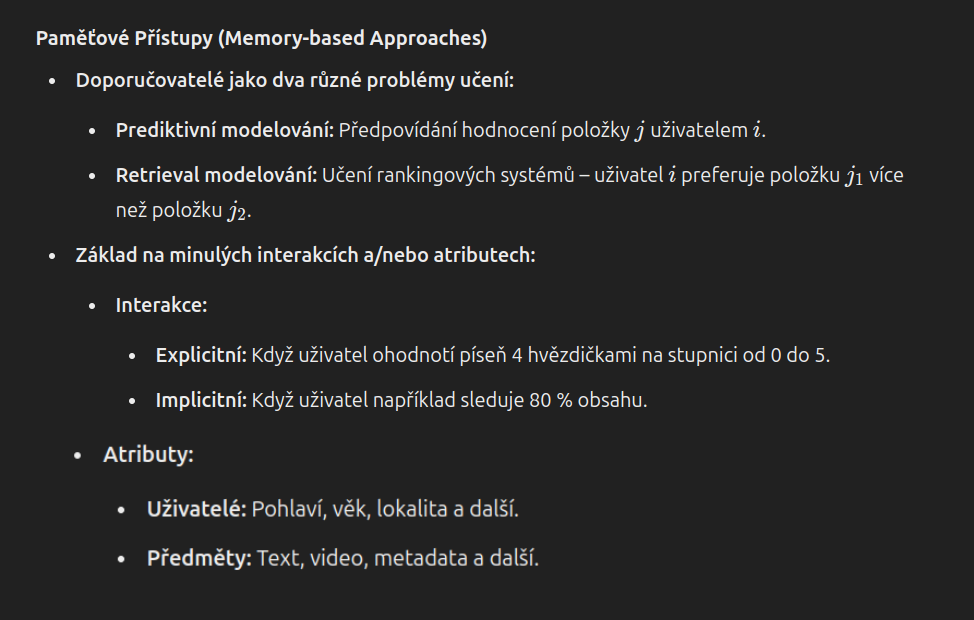 Paměťové Přístupy (Memory-based Approaches)
• Doporučovatelé jako dva různé problémy učení:
• Prediktivní modelování: Předpovídání hodnocení položky j uživatelem i.
• Retrieval modelování: Učení rankingových systémů – uživatel i preferuje položku j₁ více
než položku j₂.
• Základ na minulých interakcích a/nebo atributech:
• Interakce:
• Explicitní: Když uživatel ohodnotí píseň 4 hvězdičkami na stupnici od 0 do 5.
• Implicitní: Když uživatel například sleduje 80 % obsahu.
• Atributy:
• Uživatelé: Pohlaví, věk, lokalita a další.
• Předměty: Text, video, metadata a další.